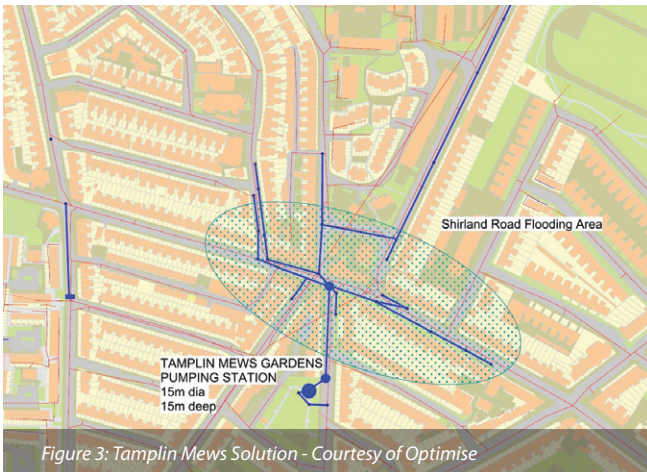 Shirland Road Flooding Area
TAMPLIN MEWS GARDENS
PUMPING STATION
15m dia
15m deep
Figure 3: Tamplin Mews Solution - Courtesy of Optimise